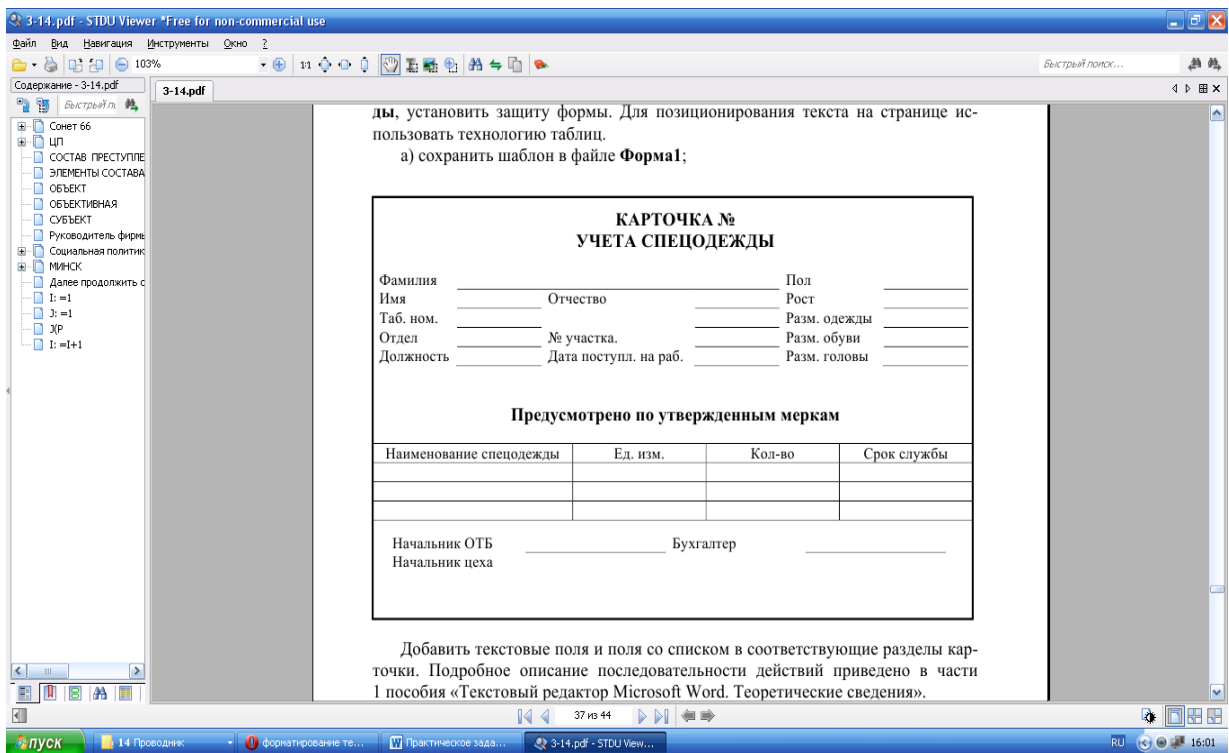 3-14.pdf - STDU Viewer *Free for non-commercial use
Файл Вид Навигация Инструменты Окно ?
103%
1:1
Быстрый поиск...
Содержание - 3-14.pdf
3-14.pdf
Быстрый п
Сонет 66
ЦП
СОСТАВ ПРЕСТУПЛЕ
ЭЛЕМЕНТЫ СОСТАВА
ОБЪЕКТ
ОБЪЕКТИВНАЯ
СУБЪЕКТ
Руководитель фирмы
Социальная политик
МИНСК
Далее продолжить с
I: =1
J: =1
J(P
I: =I+1
ды, установить защиту формы. Для позиционирования текста на странице ис-
пользовать технологию таблиц.
а) сохранить шаблон в файле Форма1;
КАРТОЧКА №
УЧЕТА СПЕЦОДЕЖДЫ
Фамилия Пол
Имя Отчество Рост
Таб. ном. Разм. одежды
Отдел № участка. Разм. обуви
Должность Дата поступл. на раб. Разм. головы
Предусмотрено по утвержденным меркам
Наименование спецодежды Ед. изм. Кол-во Срок службы
Начальник ОТБ Бухгалтер
Начальник цеха
Добавить текстовые поля и поля со списком в соответствующие разделы кар-
точки. Подробное описание последовательности действий приведено в части
1 пособия «Текстовый редактор Microsoft Word. Теоретические сведения».
37 из 44
пуск 14 Проводник форматирование те... Практическое зада... 3-14.pdf - STDU View... RU 16:01